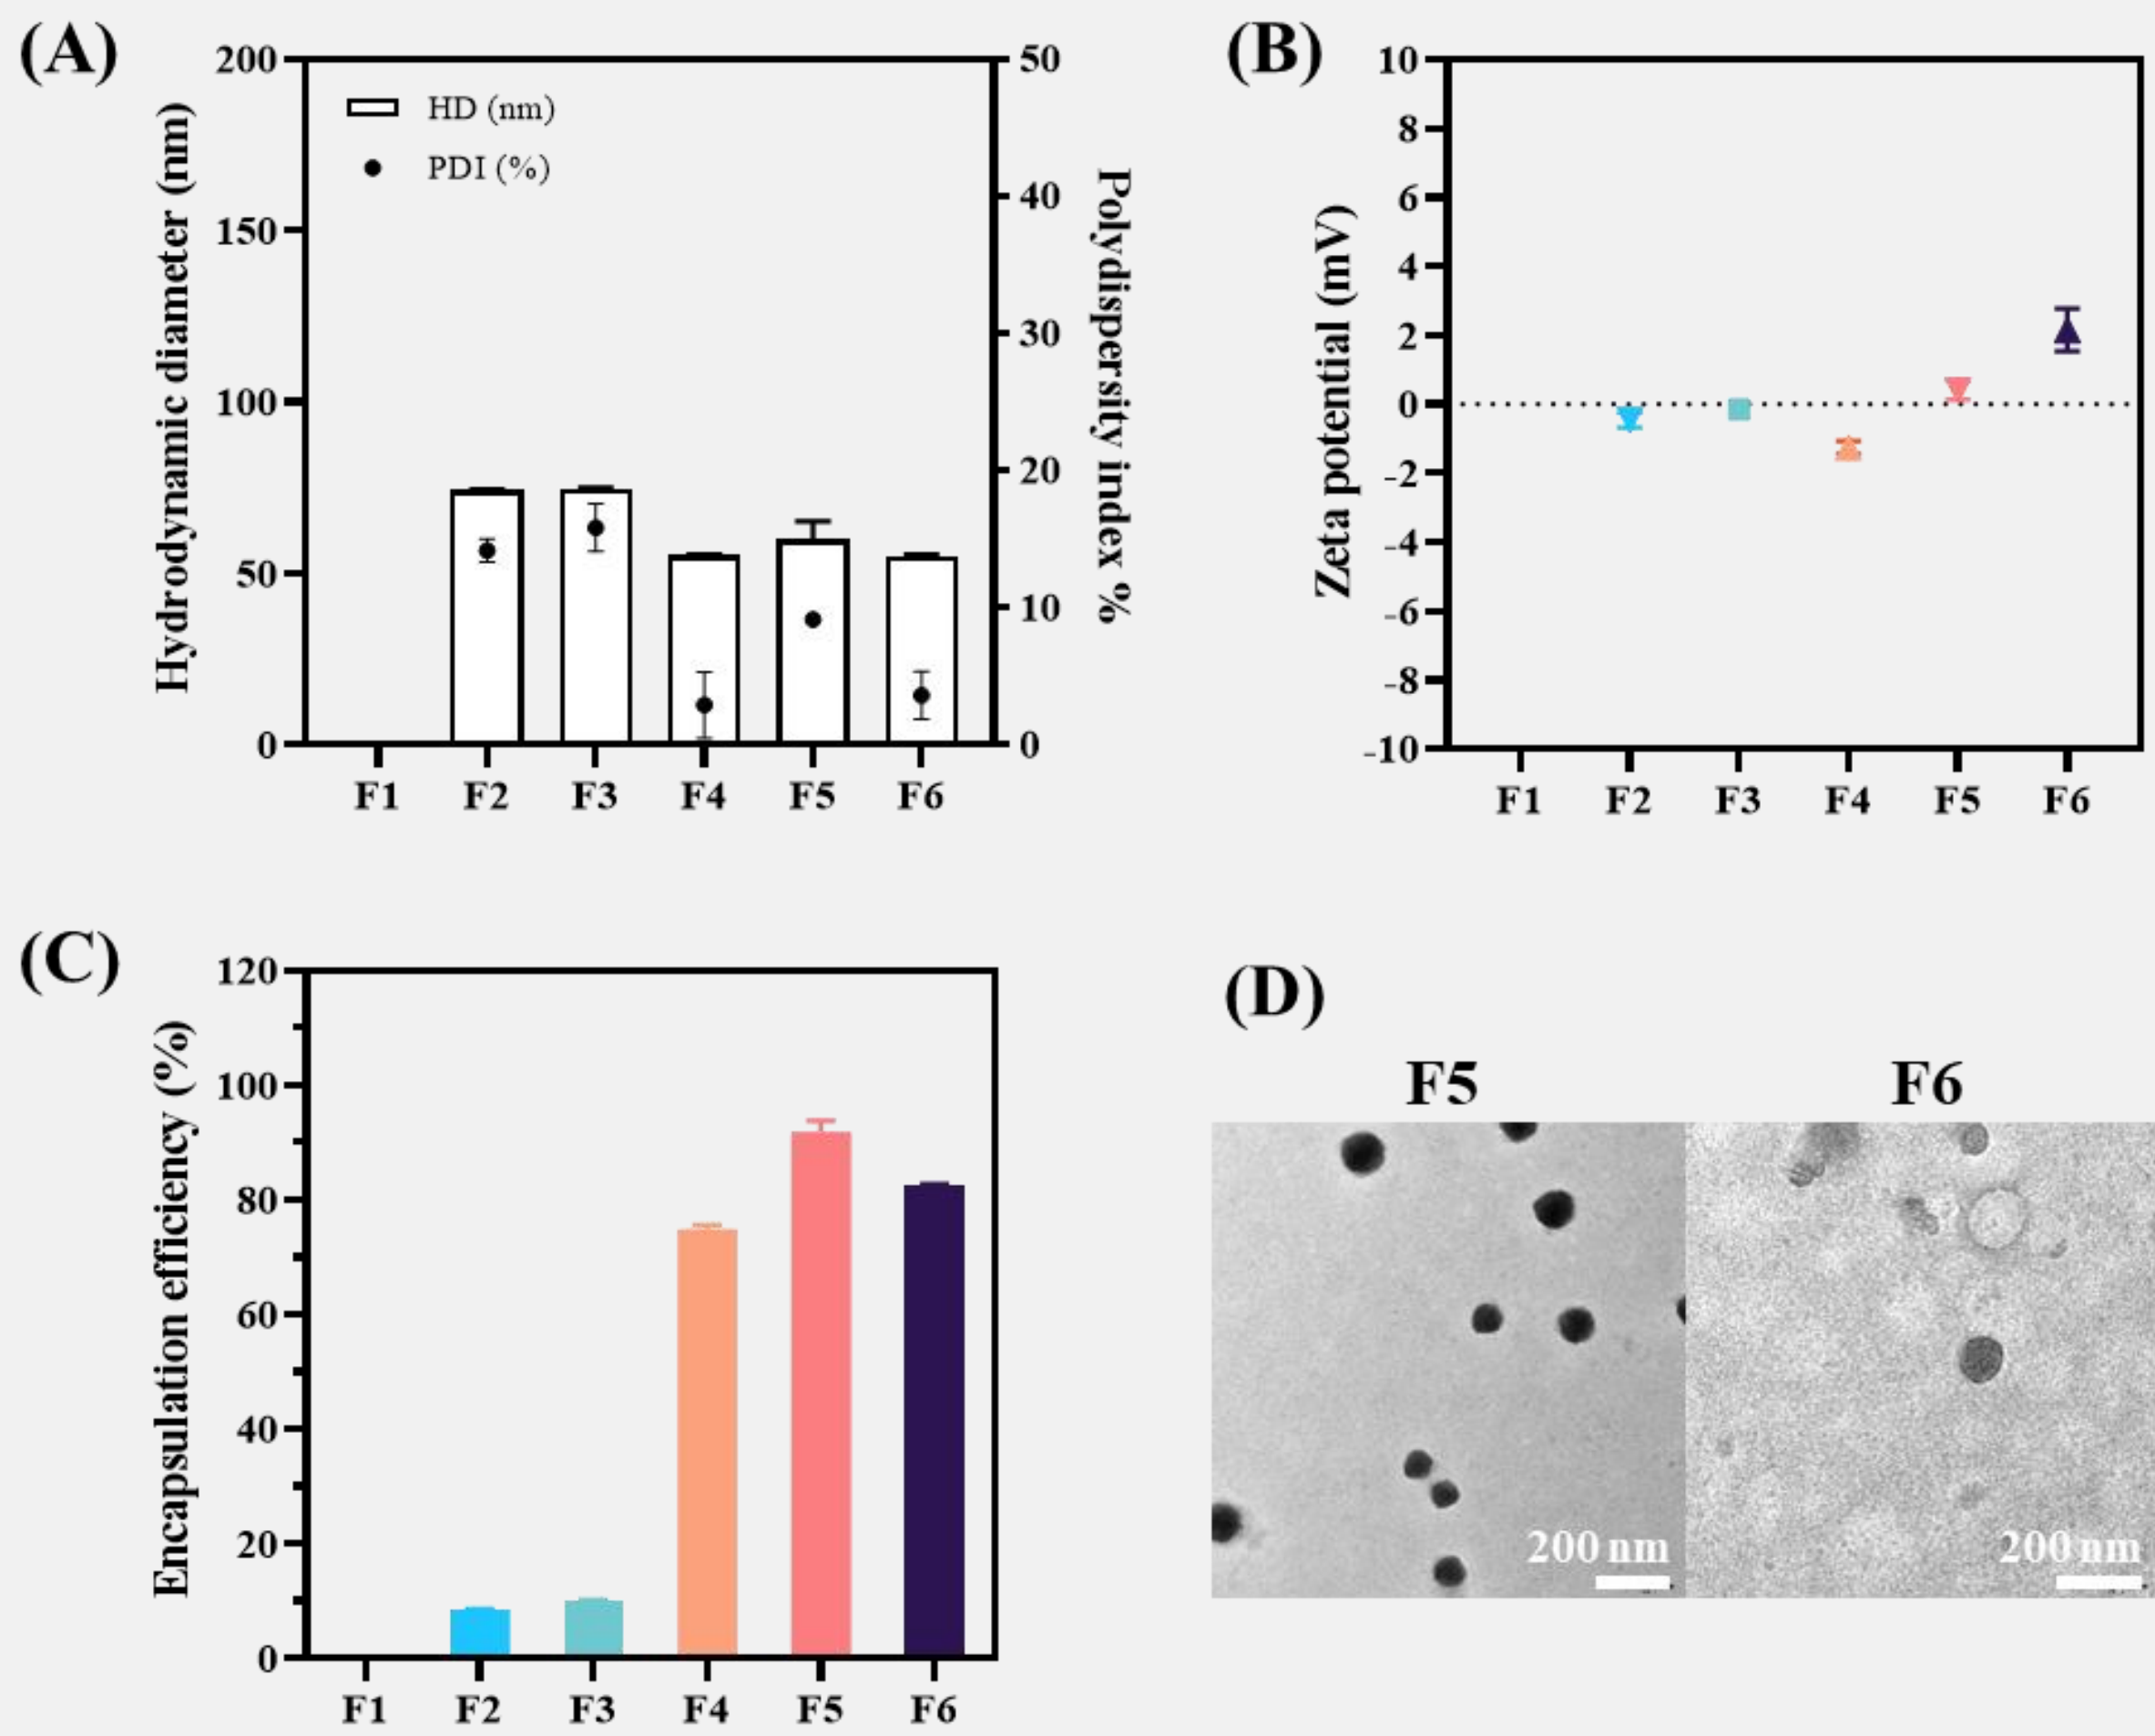 (A)
200
150
100
50
0
Hydrodynamic diameter (nm)
HD (nm)
PDI (%)
50
40
30
20
10
0
Polydispersity index %
F1 F2 F3 F4 F5 F6
(B)
10
8
6
4
2
0
-2
-4
-6
-8
-10
Zeta potential (mV)
F1 F2 F3 F4 F5 F6
(C)
120
100
80
60
40
20
0
Encapsulation efficiency (%)
F1 F2 F3 F4 F5 F6
(D)
F5 F6
200 nm 200 nm